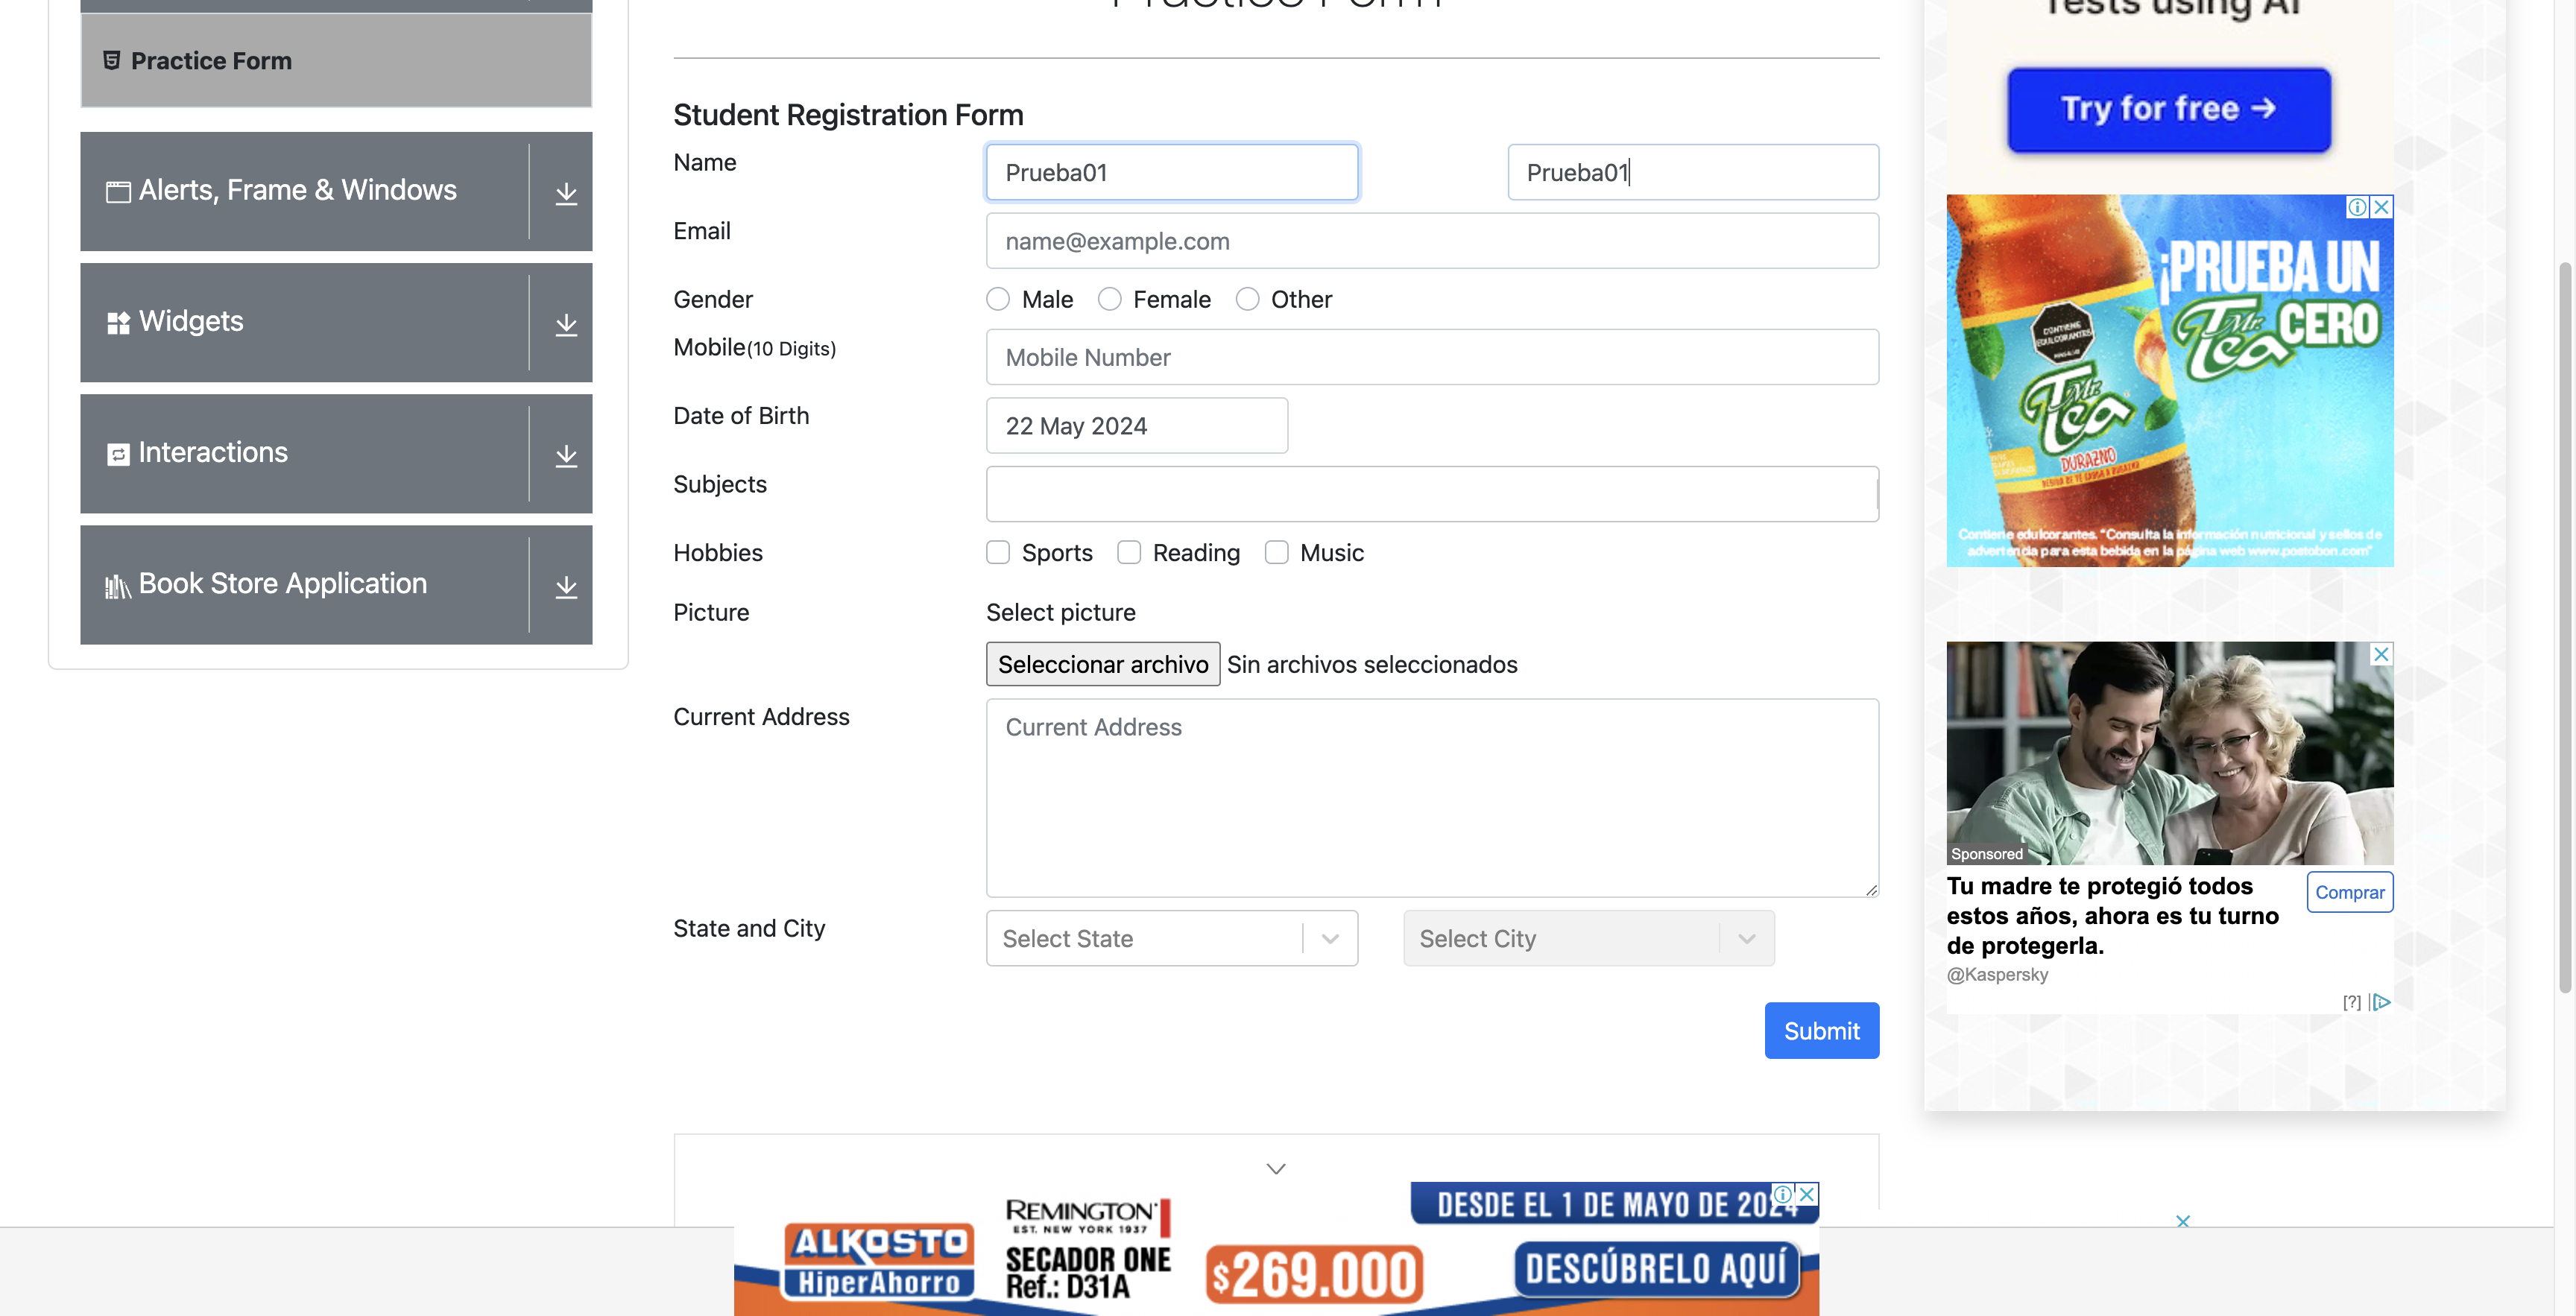 Practice Form
Practice Form
Alerts, Frame & Windows
Widgets
Interactions
Book Store Application
Student Registration Form
Name
Prueba01
Prueba01
Email
name@example.com
Gender
Male
Female
Other
Mobile(10 Digits)
Mobile Number
Date of Birth
22 May 2024
Subjects
Hobbies
Sports
Reading
Music
Picture
Select picture
Seleccionar archivo
Sin archivos seleccionados
Current Address
Current Address
State and City
Select State
Select City
Submit
Tests using AI
Try for free →
¡PRUEBA UN
Mr. Tea CERO
CONTIENE
EDULCORANTES
Mr. Tea
DURAZNO
Contiene edulcorantes. "Consulta la información nutricional y sellos de
advertencia para esta bebida en la página web www.postobon.com"
Sponsored
Tu madre te protegió todos
estos años, ahora es tu turno
de protegerla.
Comprar
@Kaspersky
[?]
ALKOSTO
HiperAhorro
REMINGTON
EST. NEW YORK 1937
SECADOR ONE
Ref.: D31A
$269.000
DESDE EL 1 DE MAYO DE 2024
DESCÚBRELO AQUÍ